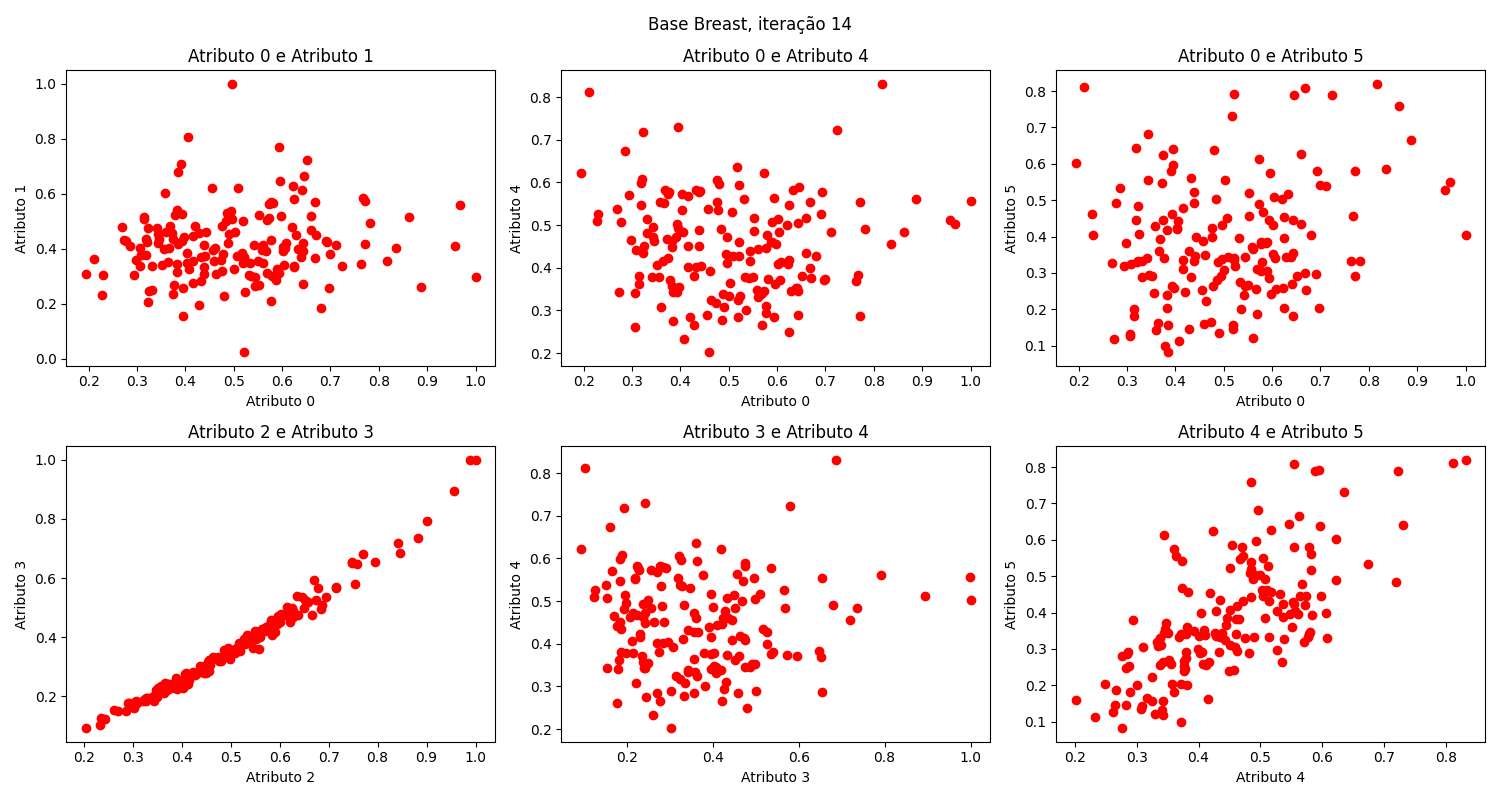 Base Breast, iteração 14
Atributo 0 e Atributo 1
Atributo 1
1.0
0.8
0.6
0.4
0.2
0.0
0.2 0.3 0.4 0.5 0.6 0.7 0.8 0.9 1.0
Atributo 0
Atributo 0 e Atributo 4
Atributo 4
0.8
0.7
0.6
0.5
0.4
0.3
0.2
0.2 0.3 0.4 0.5 0.6 0.7 0.8 0.9 1.0
Atributo 0
Atributo 0 e Atributo 5
Atributo 5
0.8
0.7
0.6
0.5
0.4
0.3
0.2
0.1
0.2 0.3 0.4 0.5 0.6 0.7 0.8 0.9 1.0
Atributo 0
Atributo 2 e Atributo 3
Atributo 3
1.0
0.8
0.6
0.4
0.2
0.2 0.3 0.4 0.5 0.6 0.7 0.8 0.9 1.0
Atributo 2
Atributo 3 e Atributo 4
Atributo 4
0.8
0.7
0.6
0.5
0.4
0.3
0.2
0.2 0.4 0.6 0.8 1.0
Atributo 3
Atributo 4 e Atributo 5
Atributo 5
0.8
0.7
0.6
0.5
0.4
0.3
0.2
0.1
0.2 0.3 0.4 0.5 0.6 0.7 0.8
Atributo 4